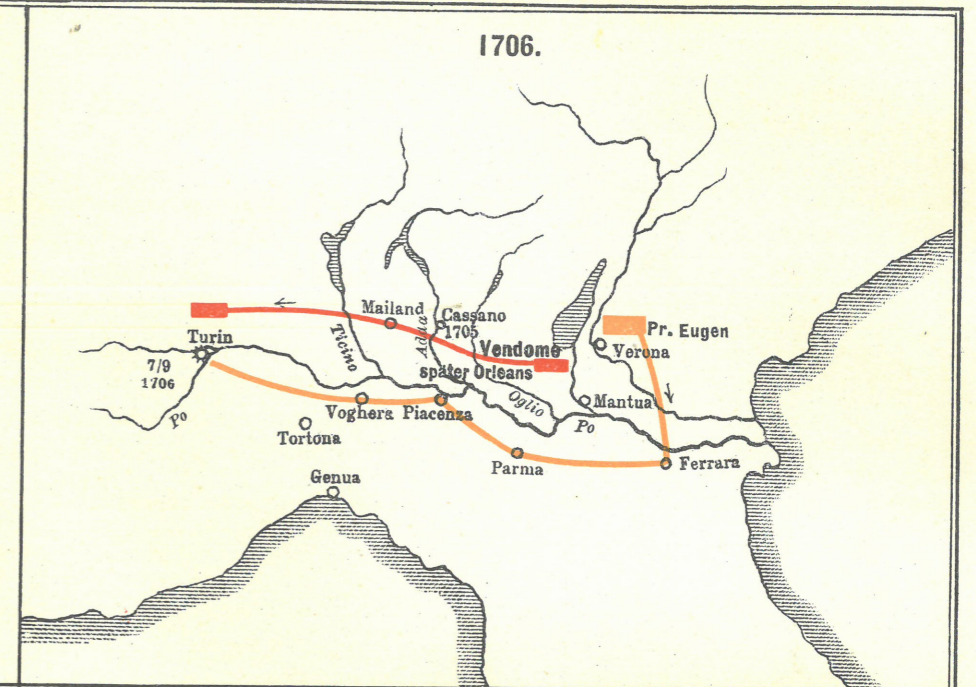 1706.
Mailand
Cassano
1705
Adua
Ticino
Turin
7/9
1706
Po
Vendome
später Orleans
Pr. Eugen
Verona
Oglio
Mantua
Po
Voghera
Piacenza
Tortona
Parma
Ferrara
Genua